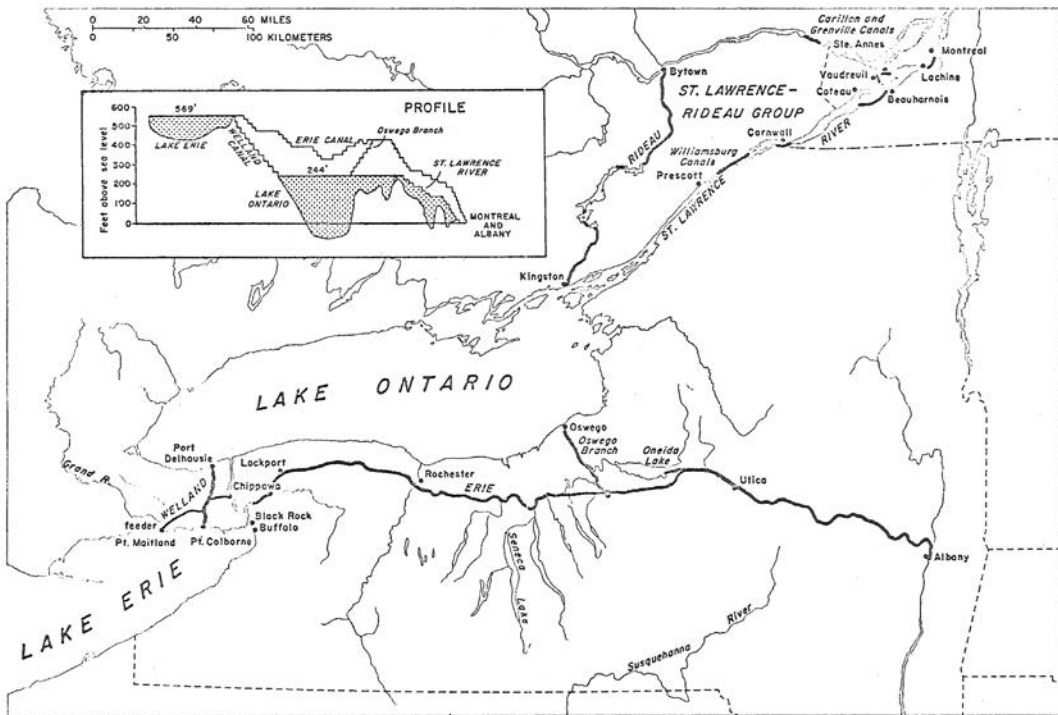 0 20 40 60 MILES
0 50 100 KILOMETERS
PROFILE
Feet above sea level
600
500
400
300
200
100
0
569'
LAKE ERIE
WELLAND
CANAL
ERIE CANAL
Oswego
Branch
244'
LAKE
ONTARIO
ST. LAWRENCE
RIVER
MONTREAL
AND
ALBANY
Carillon and
Grenville Canals
Ste. Annes
Montreal
Vaudreuil
Lachine
Coteau
Beauharnois
Bytown
ST. LAWRENCE –
RIDEAU GROUP
RIDEAU
Cornwall
RIVER
Williamsburg
Canals
Prescott
ST. LAWRENCE
Kingston
LAKE ONTARIO
Oswego
Oswego
Branch
Oneida
Lake
Port
Delhousie
Lockport
Grand R.
WELLAND
Chippawa
Rochester
ERIE
Utica
feeder
Black Rock
Buffalo
Pt. Maitland
Pt. Colborne
Seneca
Lake
Albany
LAKE ERIE
Susquehanna
River